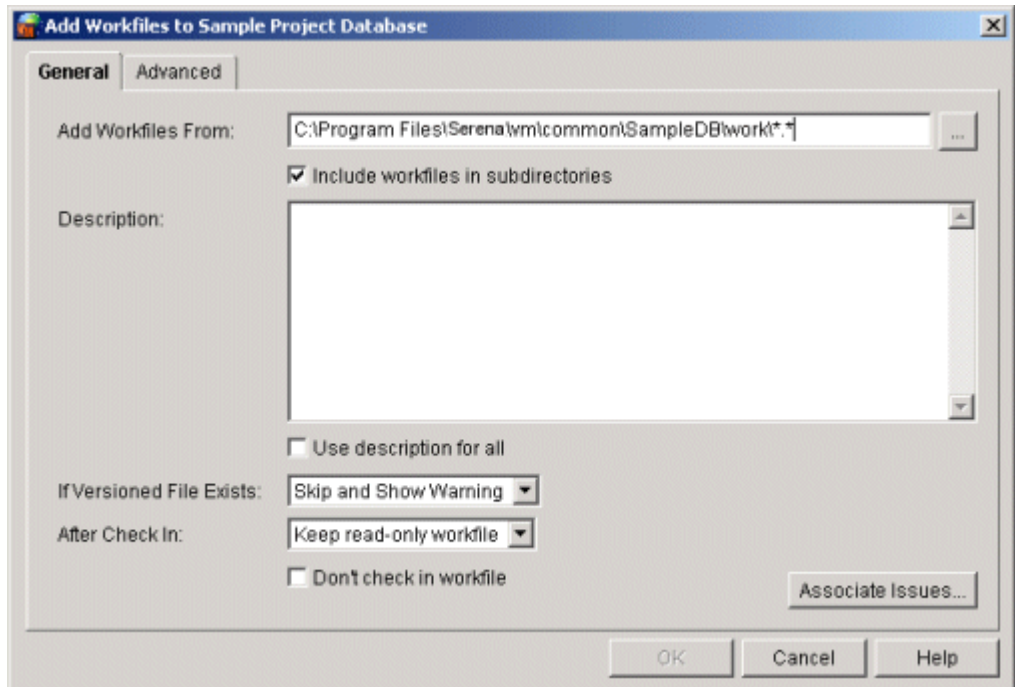 Add Workfiles to Sample Project Database
General Advanced
Add Workfiles From: C:\Program Files\Serena\vm\common\SampleDB\work\*.* ...
Include workfiles in subdirectories
Description:
Use description for all
If Versioned File Exists: Skip and Show Warning
After Check In: Keep read-only workfile
Don't check in workfile
Associate Issues...
OK Cancel Help